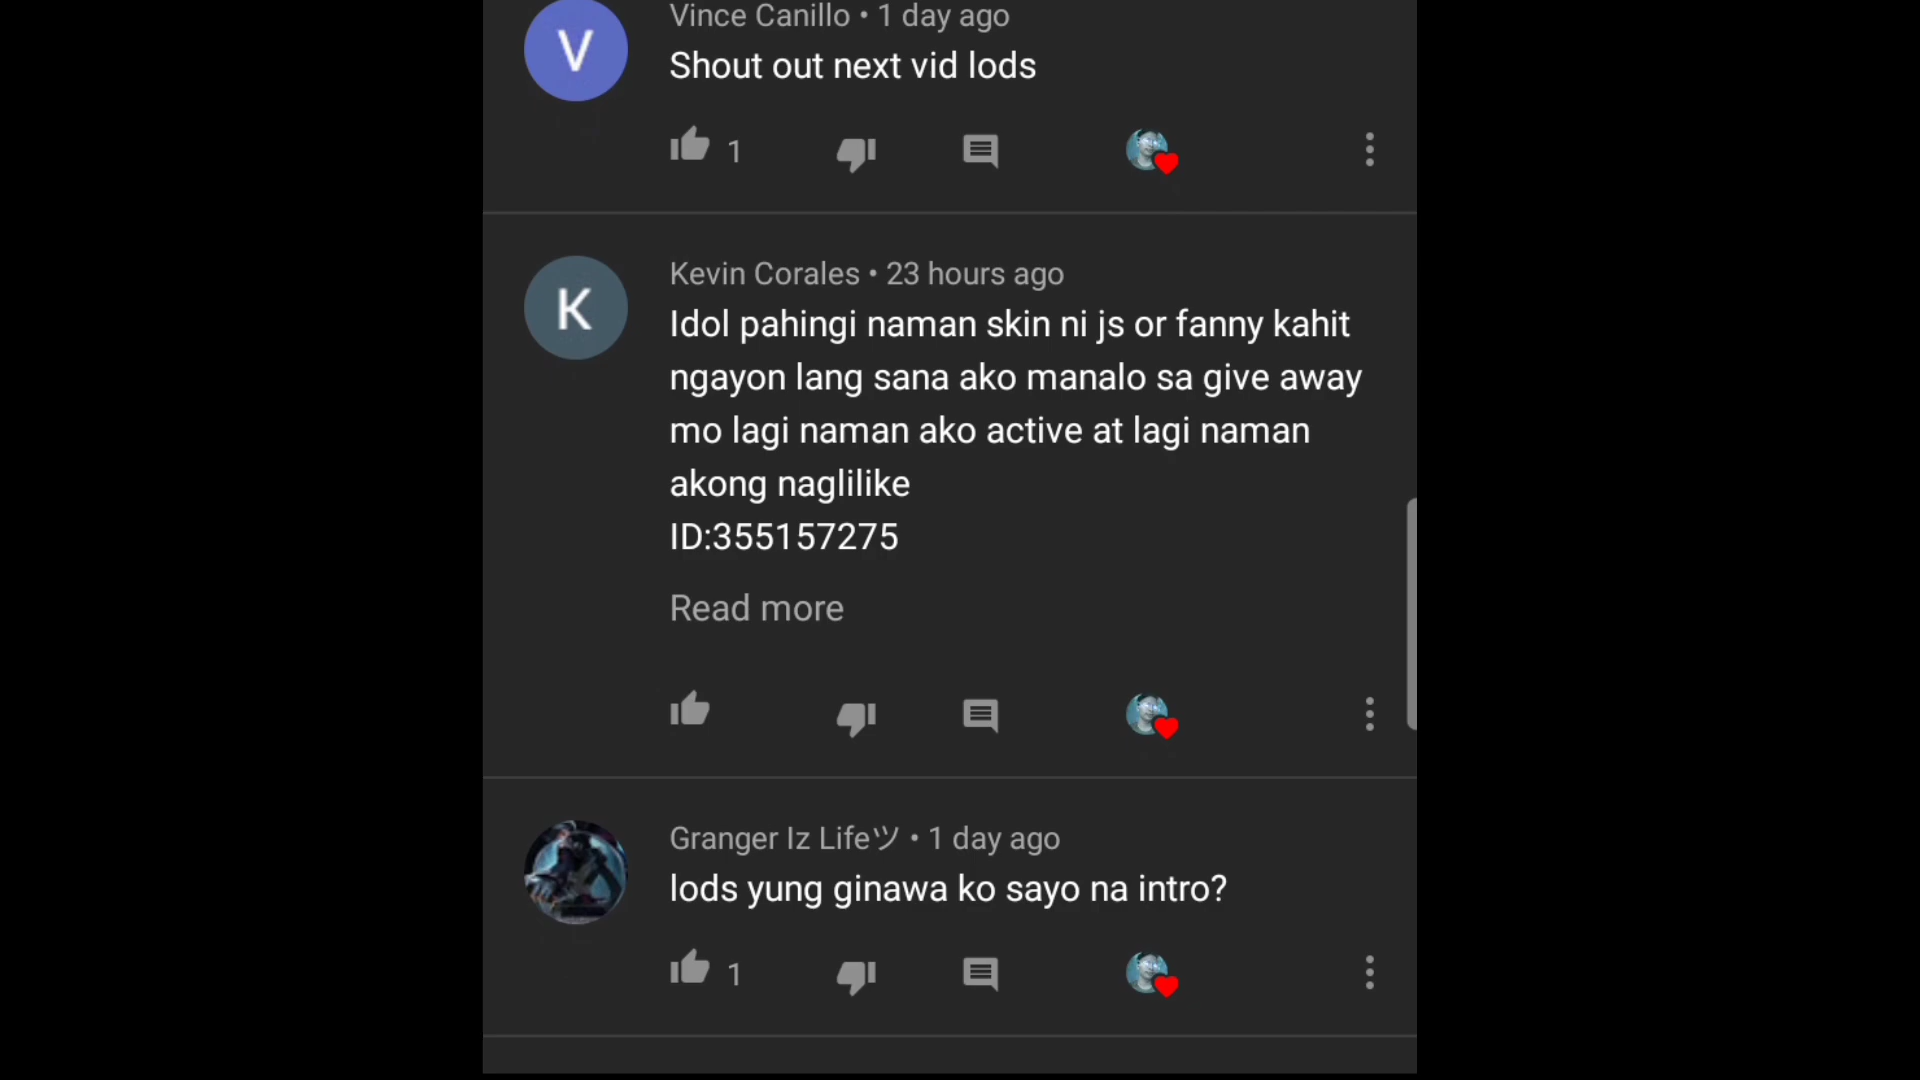 V
Vince Canillo • 1 day ago
Shout out next vid lods
1
K
Kevin Corales • 23 hours ago
Idol pahingi naman skin ni js or fanny kahit
ngayon lang sana ako manalo sa give away
mo lagi naman ako active at lagi naman
akong naglilike
ID:355157275
Read more
Granger Iz Lifeツ • 1 day ago
lods yung ginawa ko sayo na intro?
1